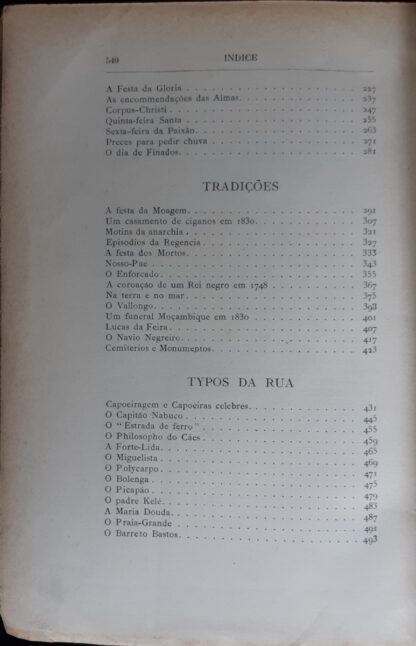 540 INDICE
A Festa da Gloria . . . . . . . . . . . . . . . . . . . . 227
As encommendações das Almas. . . . . . . . . . . . . . . . 237
Corpus-Christi . . . . . . . . . . . . . . . . . . . . 247
Quinta-feira Santa . . . . . . . . . . . . . . . . . . . . 255
Sexta-feira da Paixão. . . . . . . . . . . . . . . . . . . 263
Preces para pedir chuva . . . . . . . . . . . . . . . . . . 271
O dia de Finados. . . . . . . . . . . . . . . . . . . . 281
TRADIÇÕES
A festa da Moagem. . . . . . . . . . . . . . . . . . . . 291
Um casamento de ciganos em 1830. . . . . . . . . . . . . . 307
Motins da anarchia . . . . . . . . . . . . . . . . . . . . 321
Episodios da Regencia . . . . . . . . . . . . . . . . . . 327
A festa dos Mortos. . . . . . . . . . . . . . . . . . . . 333
Nosso-Pae . . . . . . . . . . . . . . . . . . . . 343
O Enforcado. . . . . . . . . . . . . . . . . . . . 355
A coroação de um Rei negro em 1748 . . . . . . . . . . . . 367
Na terra e no mar. . . . . . . . . . . . . . . . . . . . 375
O Vallongo. . . . . . . . . . . . . . . . . . . . 393
Um funeral Moçambique em 1830 . . . . . . . . . . . . . . 401
Lucas da Feira. . . . . . . . . . . . . . . . . . . . 407
O Navio Negreiro. . . . . . . . . . . . . . . . . . . . 417
Cemiterios e Monumentos. . . . . . . . . . . . . . . . . . 423
TYPOS DA RUA
Capoeiragem e Capoeiras celebres. . . . . . . . . . . . . . 431
O Capitão Nabuco. . . . . . . . . . . . . . . . . . . . 445
O "Estrada de ferro". . . . . . . . . . . . . . . . . . . 455
O Philosopho do Cáes. . . . . . . . . . . . . . . . . . . 459
A Forte-Lida. . . . . . . . . . . . . . . . . . . . 465
O Miguelista . . . . . . . . . . . . . . . . . . . . 469
O Polycarpo. . . . . . . . . . . . . . . . . . . . 471
O Bolenga . . . . . . . . . . . . . . . . . . . . 475
O Picapáo . . . . . . . . . . . . . . . . . . . . 479
O padre Kelé. . . . . . . . . . . . . . . . . . . . 483
A Maria Douda. . . . . . . . . . . . . . . . . . . . 487
O Praia-Grande . . . . . . . . . . . . . . . . . . . . 491
O Barreto Bastos. . . . . . . . . . . . . . . . . . . . 493